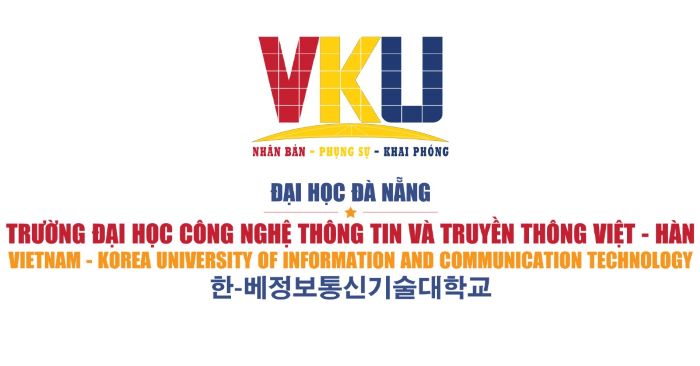 VKU
NHÂN BẢN - PHỤNG SỰ - KHAI PHÓNG
ĐẠI HỌC ĐÀ NẴNG
TRƯỜNG ĐẠI HỌC CÔNG NGHỆ THÔNG TIN VÀ TRUYỀN THÔNG VIỆT - HÀN
VIETNAM - KOREA UNIVERSITY OF INFORMATION AND COMMUNICATION TECHNOLOGY
한-베정보통신기술대학교